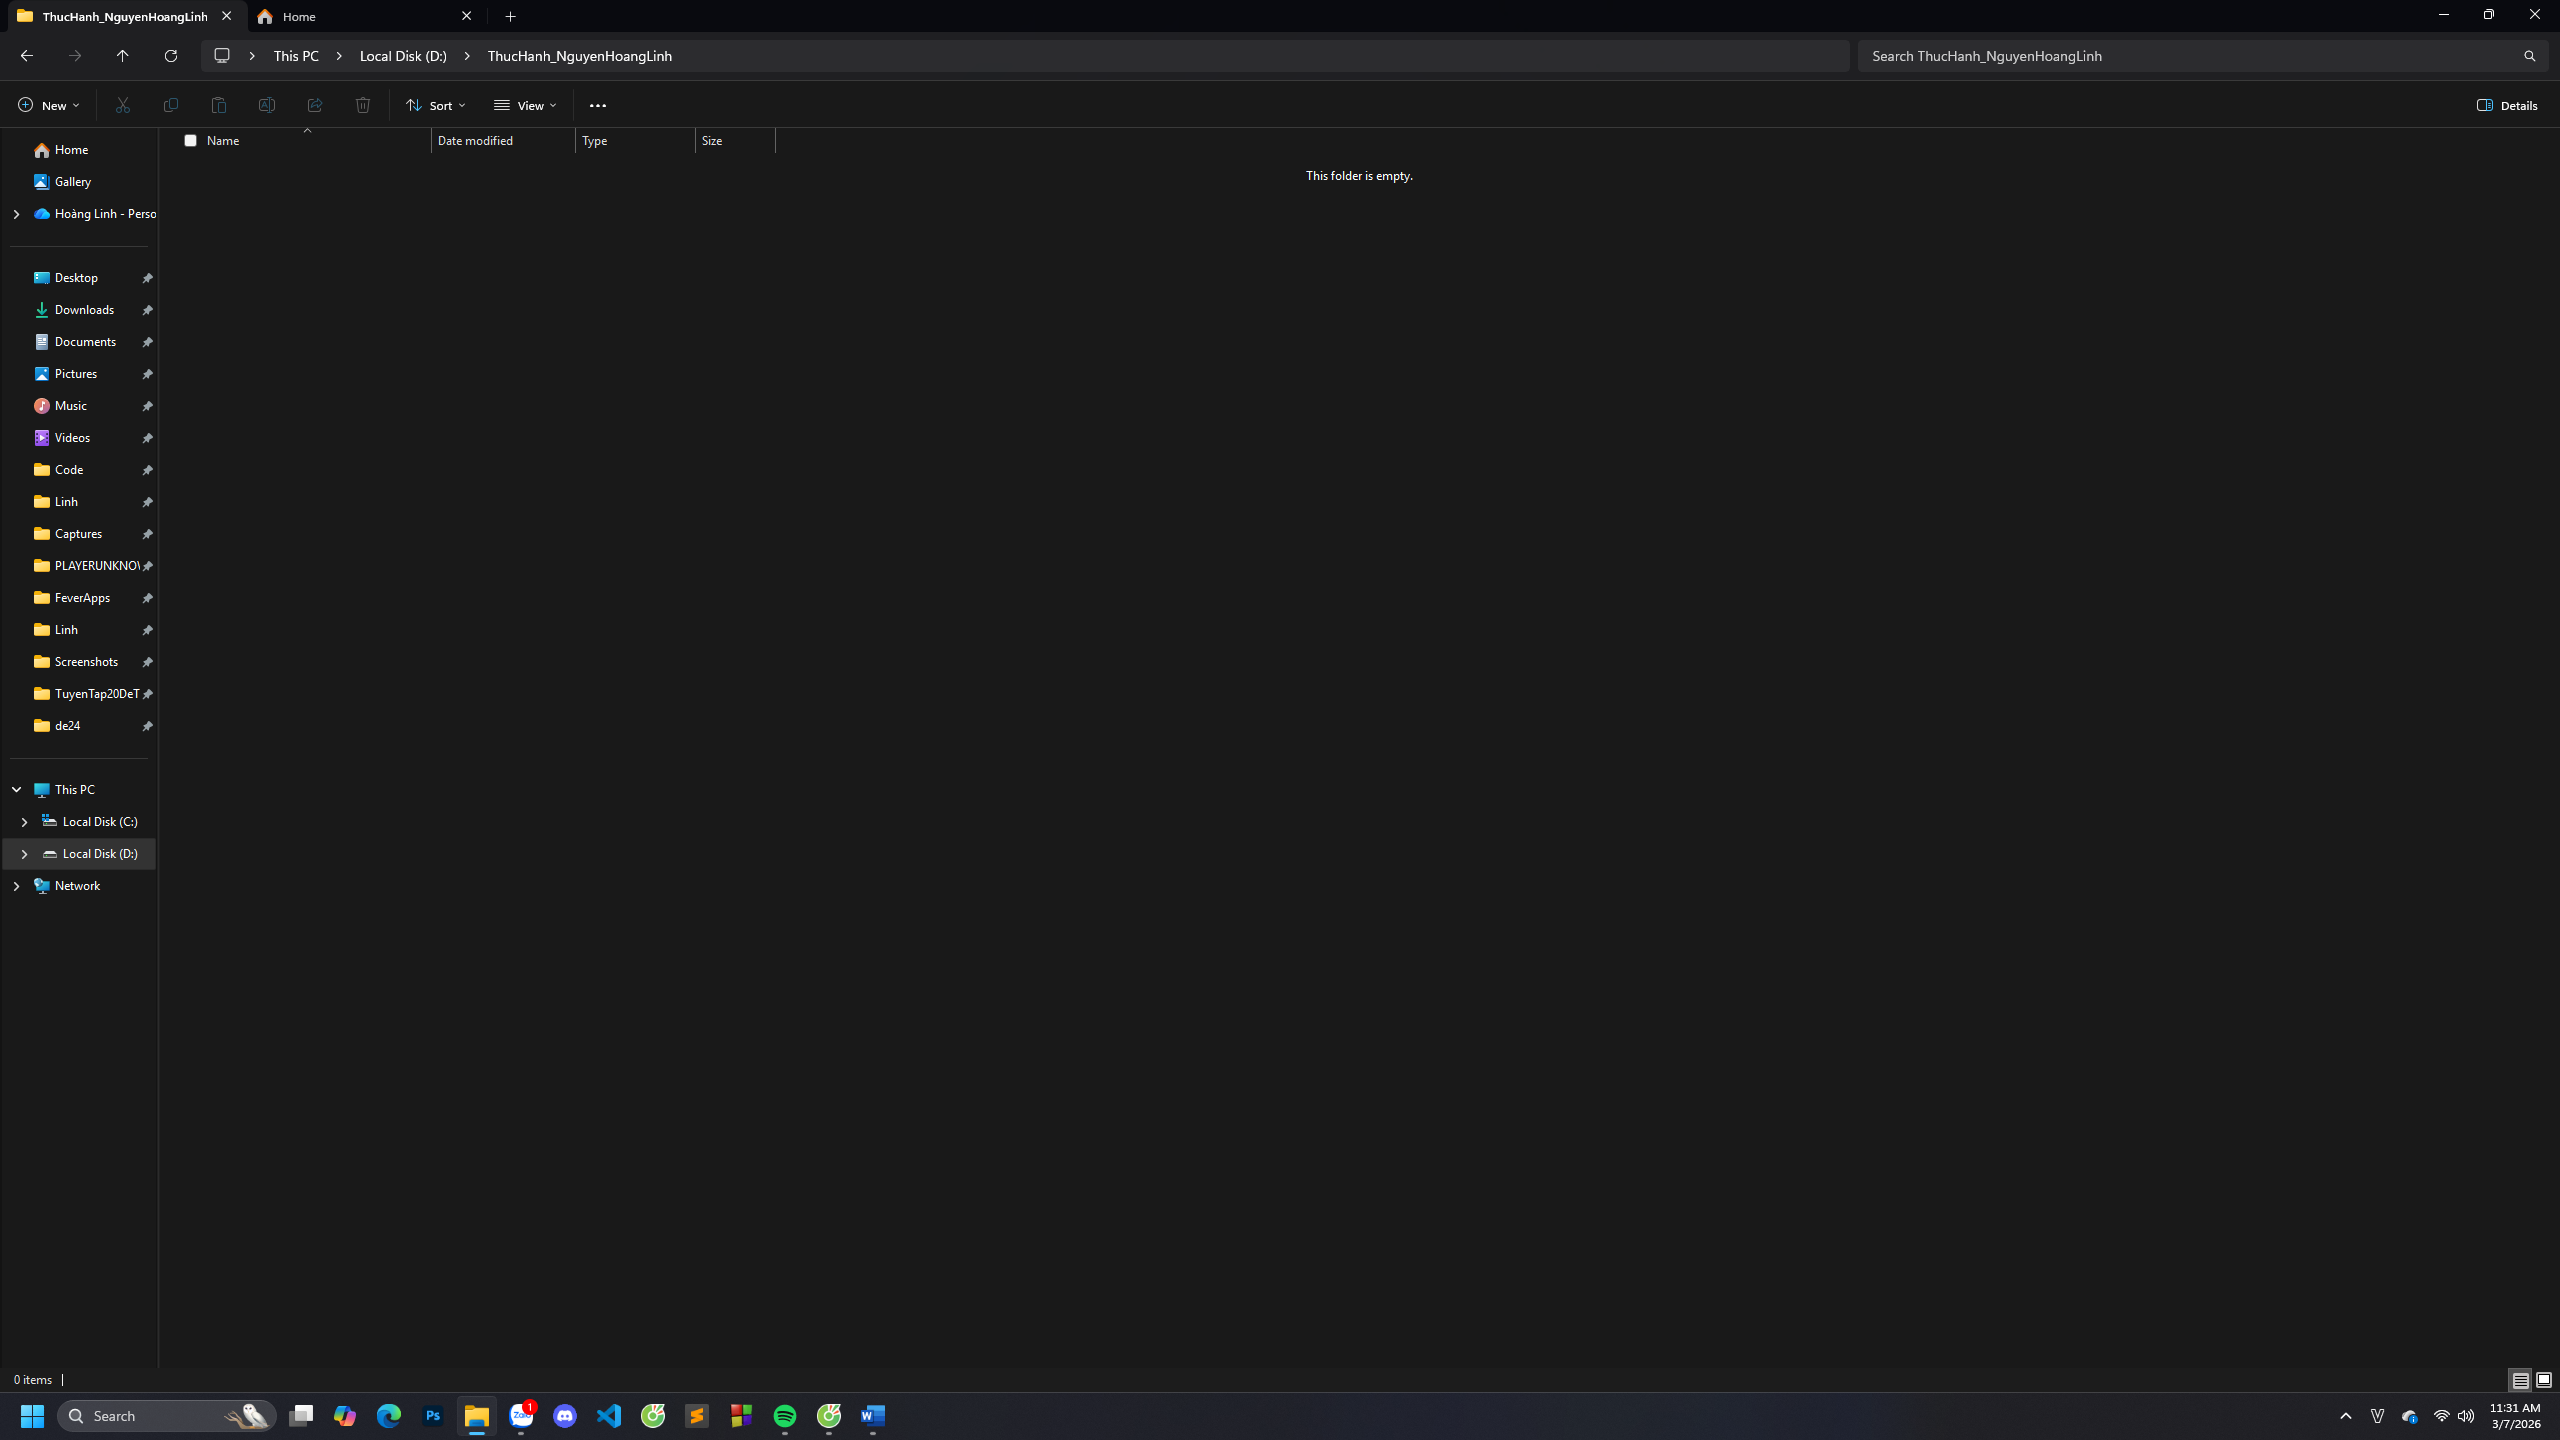 ThucHanh_NguyenHoangLinh
Home
This PC
Local Disk (D:)
ThucHanh_NguyenHoangLinh
Search ThucHanh_NguyenHoangLinh
New
Sort
View
Details
Name
Date modified
Type
Size
This folder is empty.
Home
Gallery
Hoàng Linh - Perso
Desktop
Downloads
Documents
Pictures
Music
Videos
Code
Linh
Captures
PLAYERUNKNO
FeverApps
Linh
Screenshots
TuyenTap20DeT
de24
This PC
Local Disk (C:)
Local Disk (D:)
Network
0 items
Search
Ps
Zalo
1
W
V
11:31 AM
3/7/2026